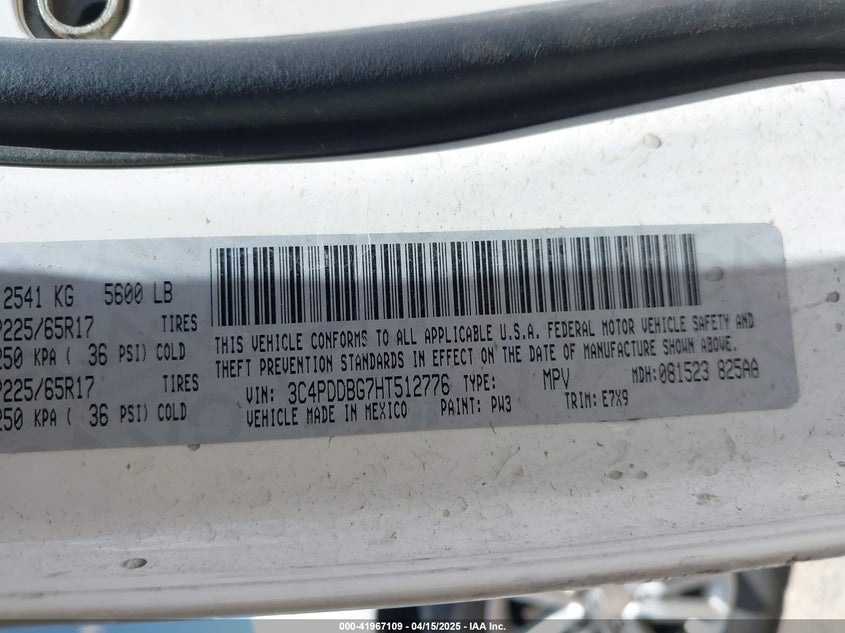 2541 KG 5600 LB
P225/65R17 TIRES
250 KPA ( 36 PSI) COLD
P225/65R17 TIRES
250 KPA ( 36 PSI) COLD
THIS VEHICLE CONFORMS TO ALL APPLICABLE U.S.A. FEDERAL MOTOR VEHICLE SAFETY AND
THEFT PREVENTION STANDARDS IN EFFECT ON THE DATE OF MANUFACTURE SHOWN ABOVE.
VIN: 3C4PDDBG7HT512776 TYPE: MPV MDH:081523 825AA
VEHICLE MADE IN MEXICO PAINT: PW3 TRIM: E7X9
000-41967109 - 04/15/2025 - IAA Inc.